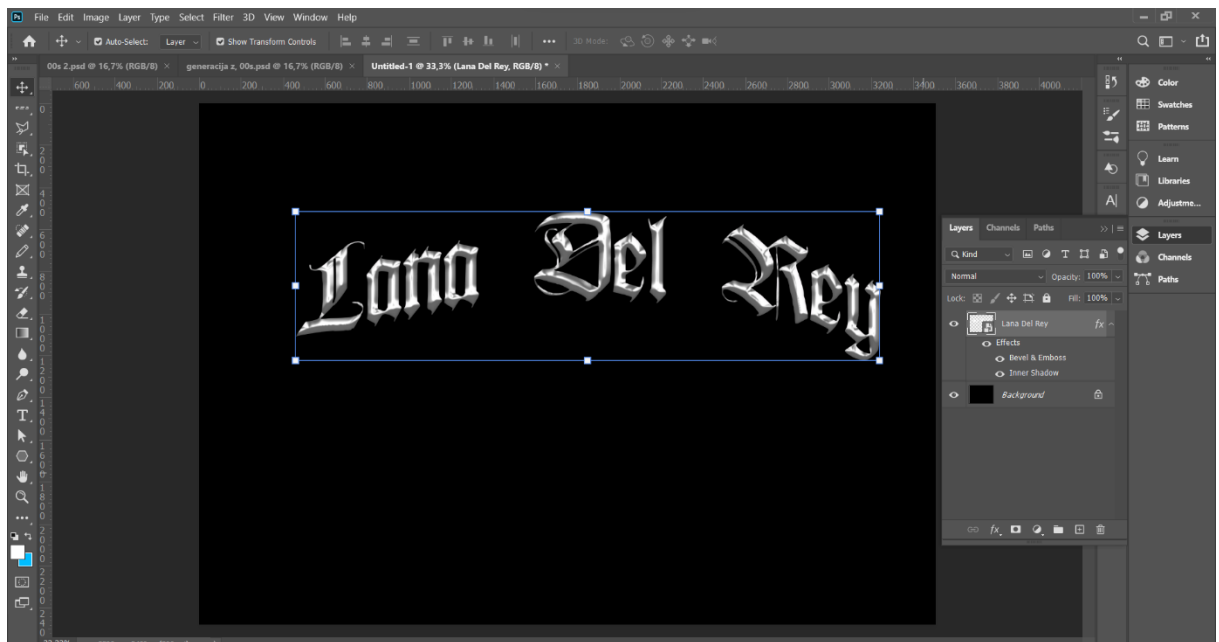 Ps File Edit Image Layer Type Select Filter 3D View Window Help
Auto-Select: Layer Show Transform Controls 3D Mode:
00s 2.psd @ 16,7% (RGB/8) × generacija z, 00s.psd @ 16,7% (RGB/8) × Untitled-1 @ 33,3% (Lana Del Rey, RGB/8) * ×
600 400 200 0 200 400 600 800 1000 1200 1400 1600 1800 2000 2200 2400 2600 2800 3000 3200 3400 3600 3800 4000
Color
Swatches
Patterns
Learn
Libraries
Adjustme...
Layers
Channels
Paths
Lana Del Rey
Layers Channels Paths
Kind
Normal Opacity: 100%
Lock: Fill: 100%
Lana Del Rey fx
Effects
Bevel & Emboss
Inner Shadow
Background
fx